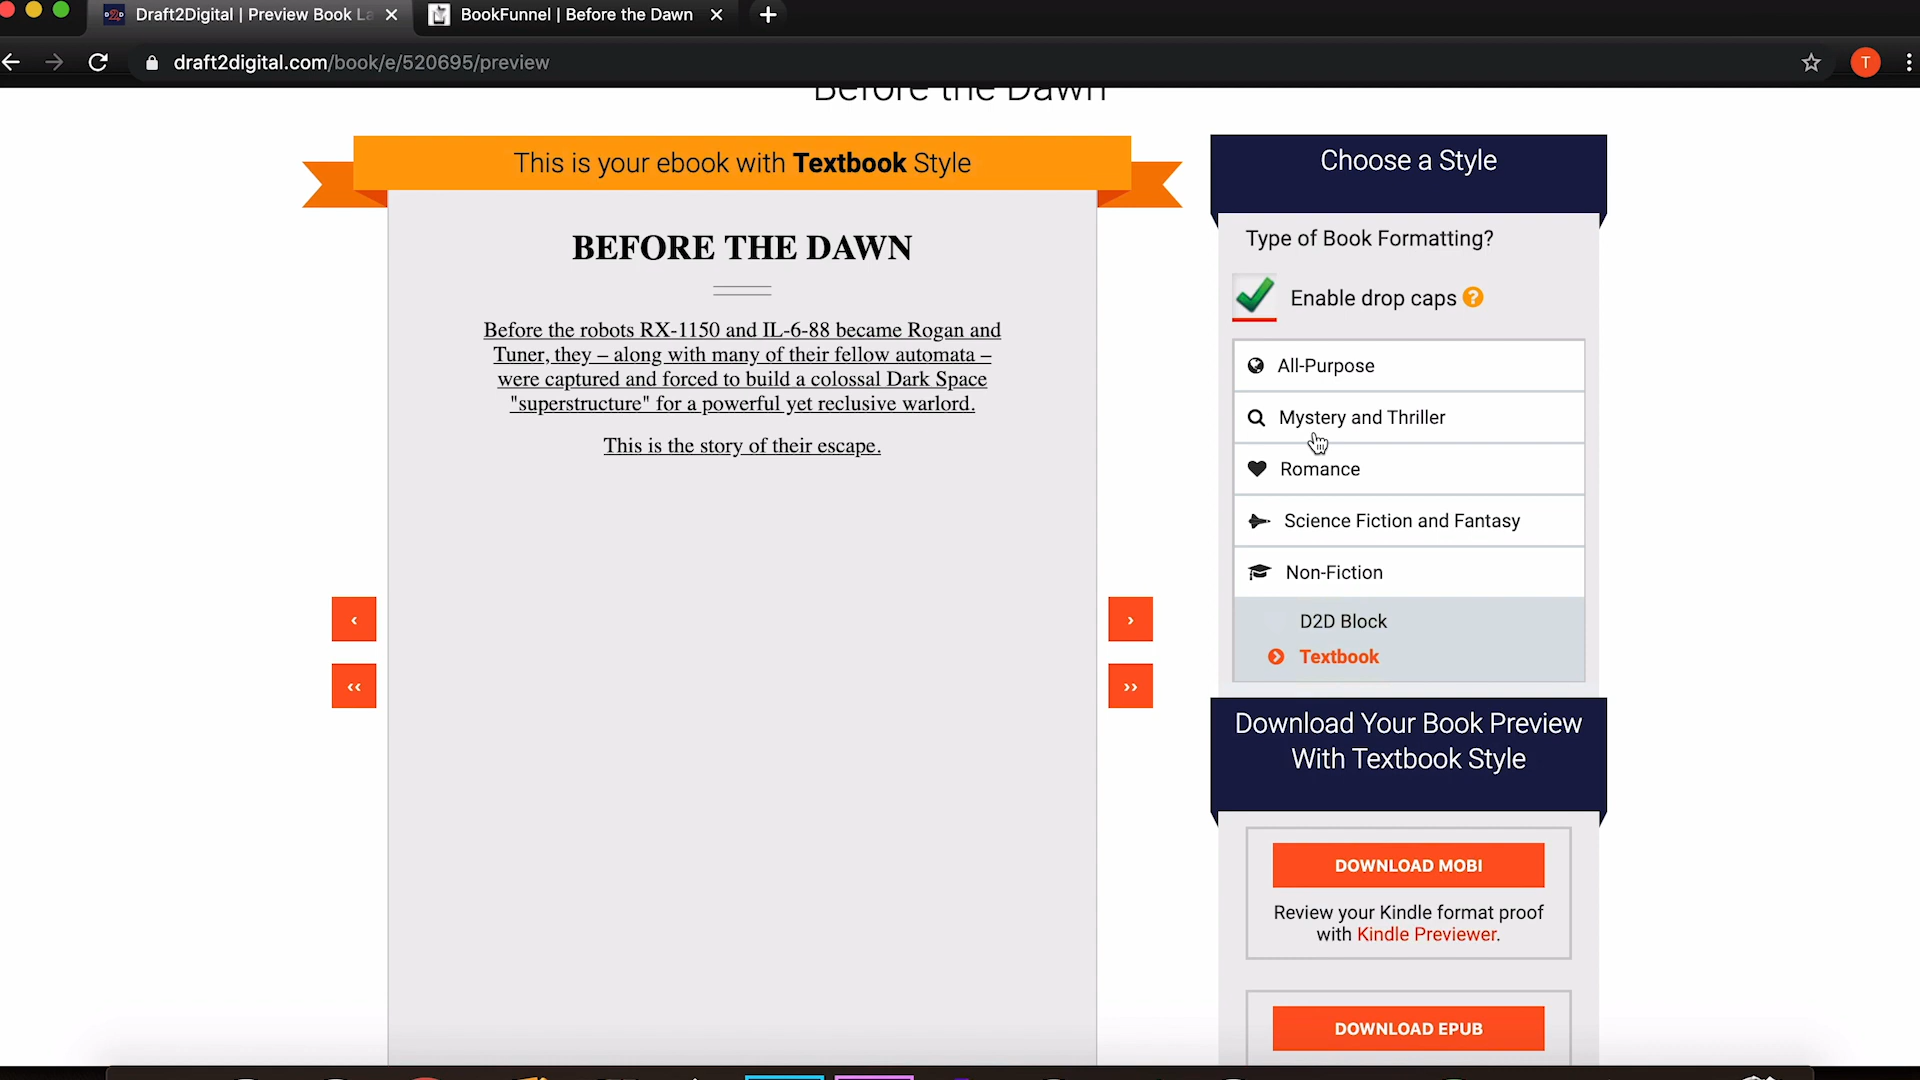 Draft2Digital | Preview Book La
BookFunnel | Before the Dawn
draft2digital.com/book/e/520695/preview
T
Before the Dawn
This is your ebook with Textbook Style
BEFORE THE DAWN
Before the robots RX-1150 and IL-6-88 became Rogan and
Tuner, they – along with many of their fellow automata –
were captured and forced to build a colossal Dark Space
"superstructure" for a powerful yet reclusive warlord.
This is the story of their escape.
Choose a Style
Type of Book Formatting?
Enable drop caps ?
All-Purpose
Mystery and Thriller
Romance
Science Fiction and Fantasy
Non-Fiction
D2D Block
Textbook
Download Your Book Preview
With Textbook Style
DOWNLOAD MOBI
Review your Kindle format proof
with Kindle Previewer.
DOWNLOAD EPUB